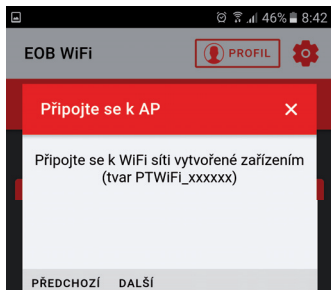 46% 8:42
EOB WiFi
PROFIL
Připojte se k AP
Připojte se k WiFi síti vytvořené zařízením
(tvar PTWiFi_xxxxxx)
PŘEDCHOZÍ DALŠÍ